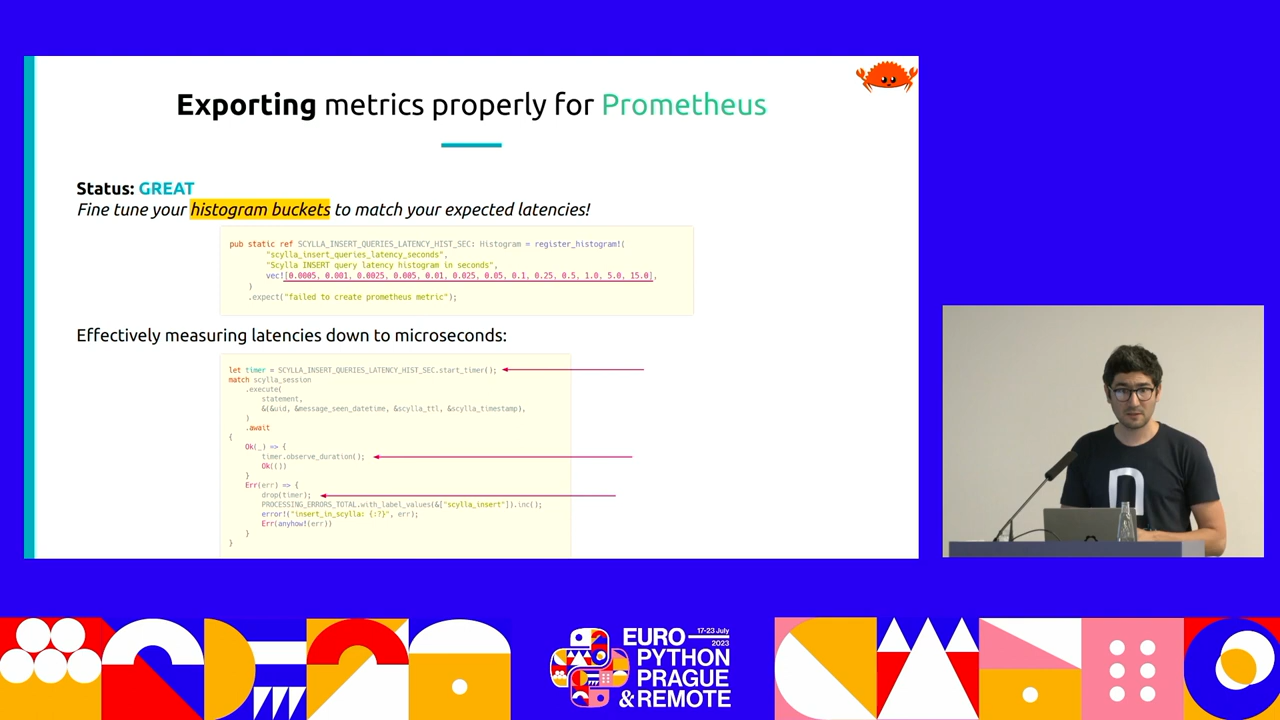 Exporting metrics properly for Prometheus
Status: GREAT
Fine tune your histogram buckets to match your expected latencies!
pub static ref SCYLLA_INSERT_QUERIES_LATENCY_HIST_SEC: Histogram = register_histogram!(
"scylla_insert_queries_latency_seconds",
"Scylla INSERT query latency histogram in seconds",
vec![0.0005, 0.001, 0.0025, 0.005, 0.01, 0.025, 0.05, 0.1, 0.25, 0.5, 1.0, 5.0, 15.0],
)
.expect("failed to create prometheus metric");
Effectively measuring latencies down to microseconds:
let timer = SCYLLA_INSERT_QUERIES_LATENCY_HIST_SEC.start_timer();
match scylla_session
.execute(
statement,
&(&uid, &message_seen_datetime, &scylla_ttl, &scylla_timestamp),
)
.await
{
Ok(_) => {
timer.observe_duration();
Ok(())
}
Err(err) => {
drop(timer);
PROCESSING_ERRORS_TOTAL.with_label_values(&["scylla_insert"]).inc();
error!("insert_in_scylla: {:?}", err);
Err(anyhow!(err))
}
}
n
EURO 17-23 July
2023
PYTHON
PRAGUE
& REMOTE